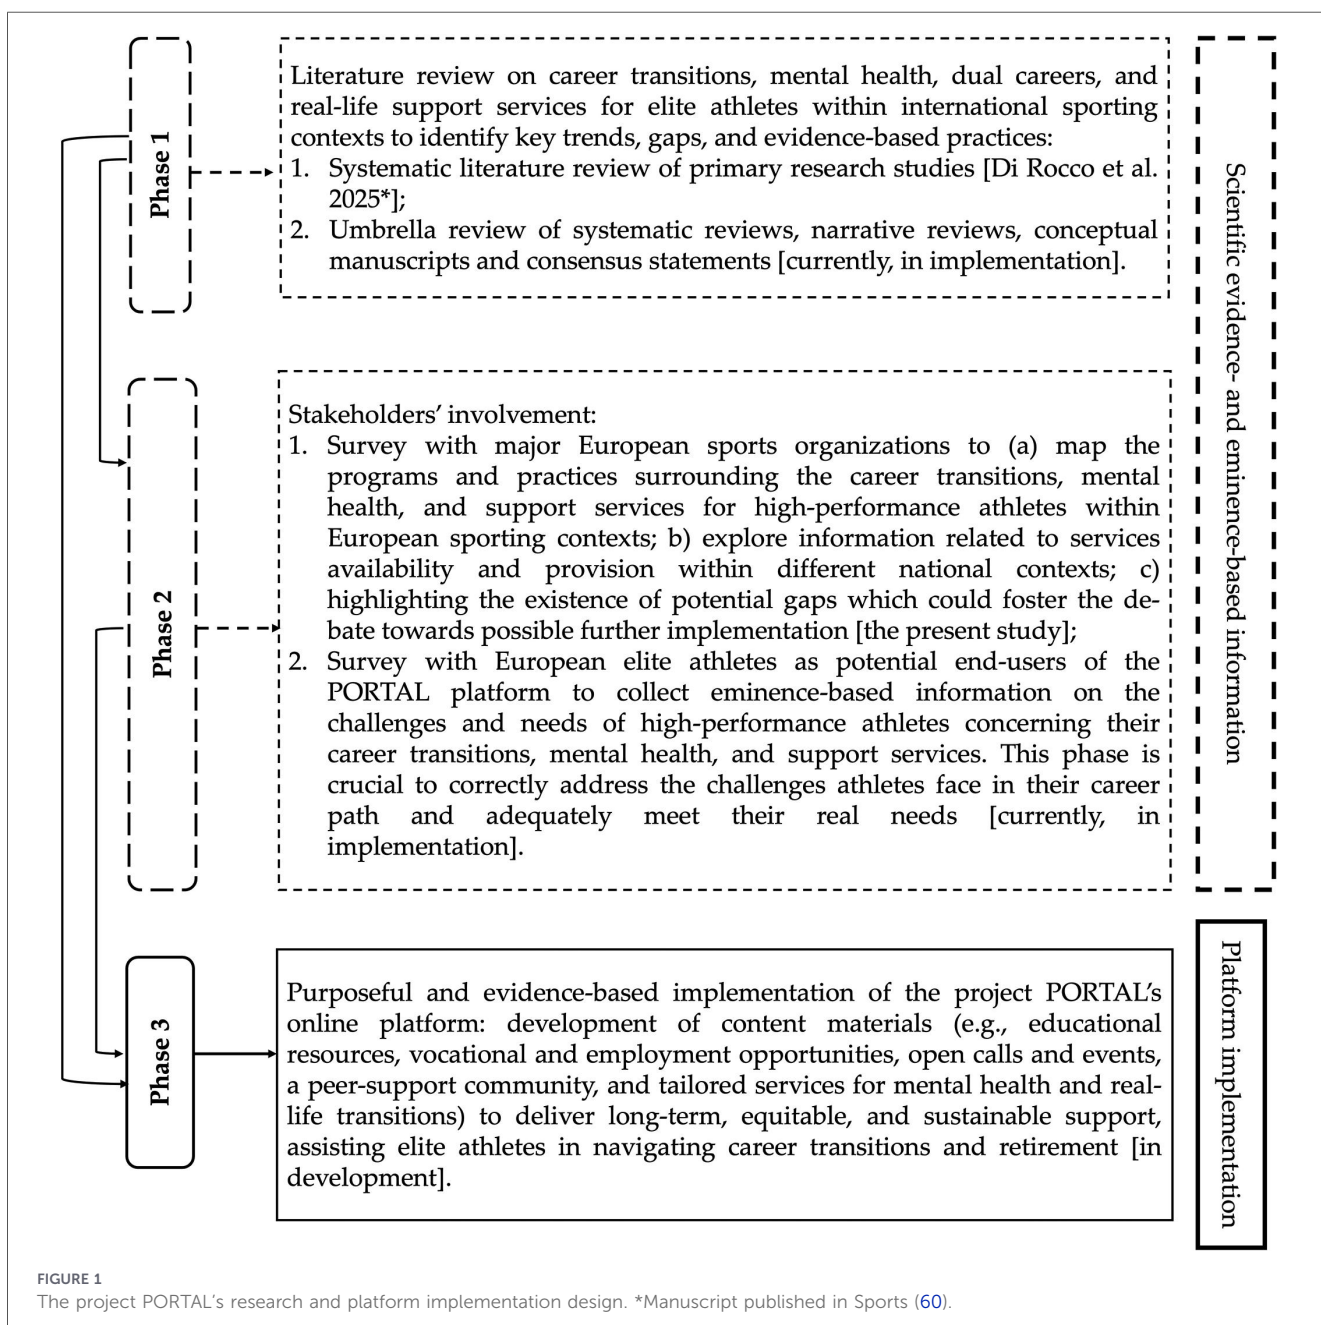 Phase 1
Literature review on career transitions, mental health, dual careers, and
real-life support services for elite athletes within international sporting
contexts to identify key trends, gaps, and evidence-based practices:
1. Systematic literature review of primary research studies [Di Rocco et al.
2025*];
2. Umbrella review of systematic reviews, narrative reviews, conceptual
manuscripts and consensus statements [currently, in implementation].
Scientific evidence- and eminence-based information
Phase 2
Stakeholders’ involvement:
1. Survey with major European sports organizations to (a) map the
programs and practices surrounding the career transitions, mental
health, and support services for high-performance athletes within
European sporting contexts; b) explore information related to services
availability and provision within different national contexts; c)
highlighting the existence of potential gaps which could foster the de-
bate towards possible further implementation [the present study];
2. Survey with European elite athletes as potential end-users of the
PORTAL platform to collect eminence-based information on the
challenges and needs of high-performance athletes concerning their
career transitions, mental health, and support services. This phase is
crucial to correctly address the challenges athletes face in their career
path and adequately meet their real needs [currently, in
implementation].
Phase 3
Purposeful and evidence-based implementation of the project PORTAL’s
online platform: development of content materials (e.g., educational
resources, vocational and employment opportunities, open calls and events,
a peer-support community, and tailored services for mental health and real-
life transitions) to deliver long-term, equitable, and sustainable support,
assisting elite athletes in navigating career transitions and retirement [in
development].
Platform implementation
FIGURE 1
The project PORTAL’s research and platform implementation design. *Manuscript published in Sports (60).